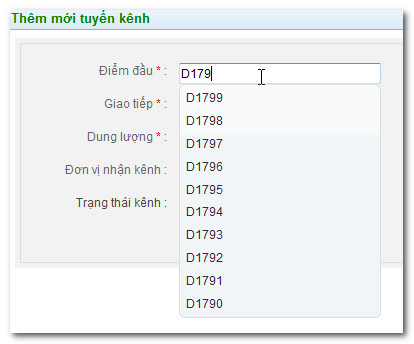 Thêm mới tuyến kênh
Điểm đầu * :
D179
Giao tiếp * :
Dung lượng * :
Đơn vị nhận kênh :
Trạng thái kênh :
D1799
D1798
D1797
D1796
D1795
D1794
D1793
D1792
D1791
D1790